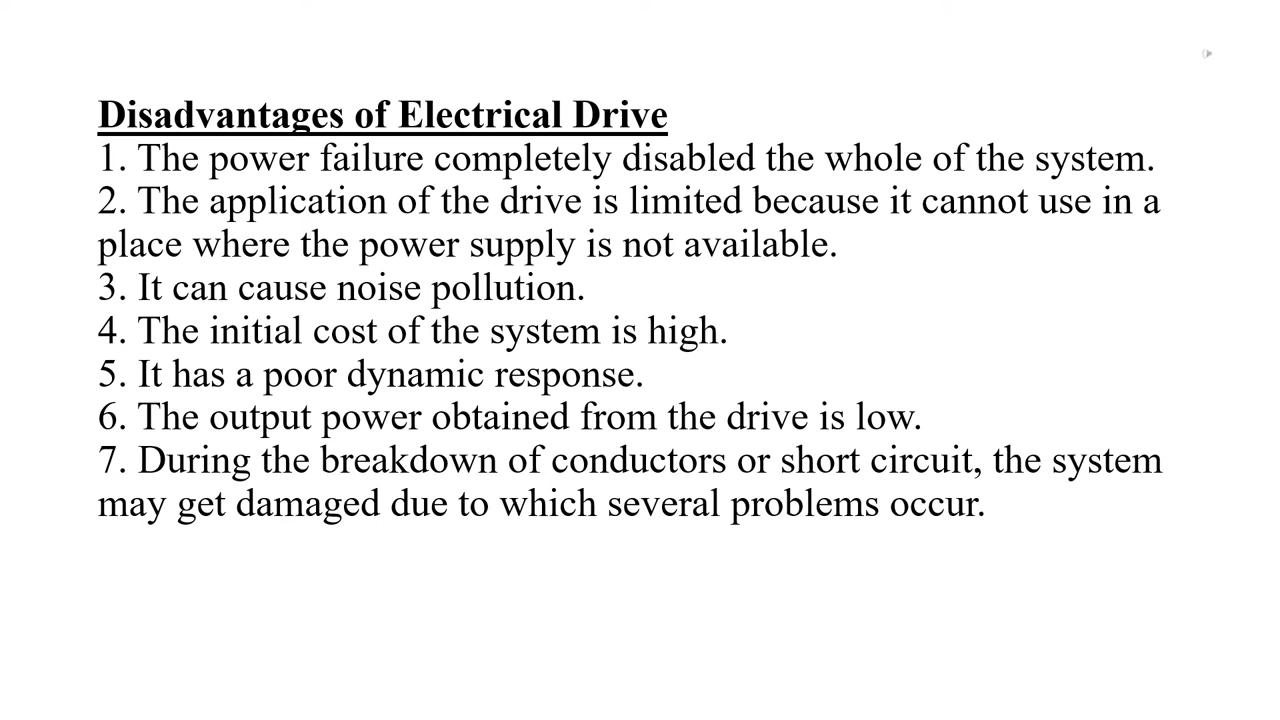 Disadvantages of Electrical Drive
1. The power failure completely disabled the whole of the system.
2. The application of the drive is limited because it cannot use in a
place where the power supply is not available.
3. It can cause noise pollution.
4. The initial cost of the system is high.
5. It has a poor dynamic response.
6. The output power obtained from the drive is low.
7. During the breakdown of conductors or short circuit, the system
may get damaged due to which several problems occur.